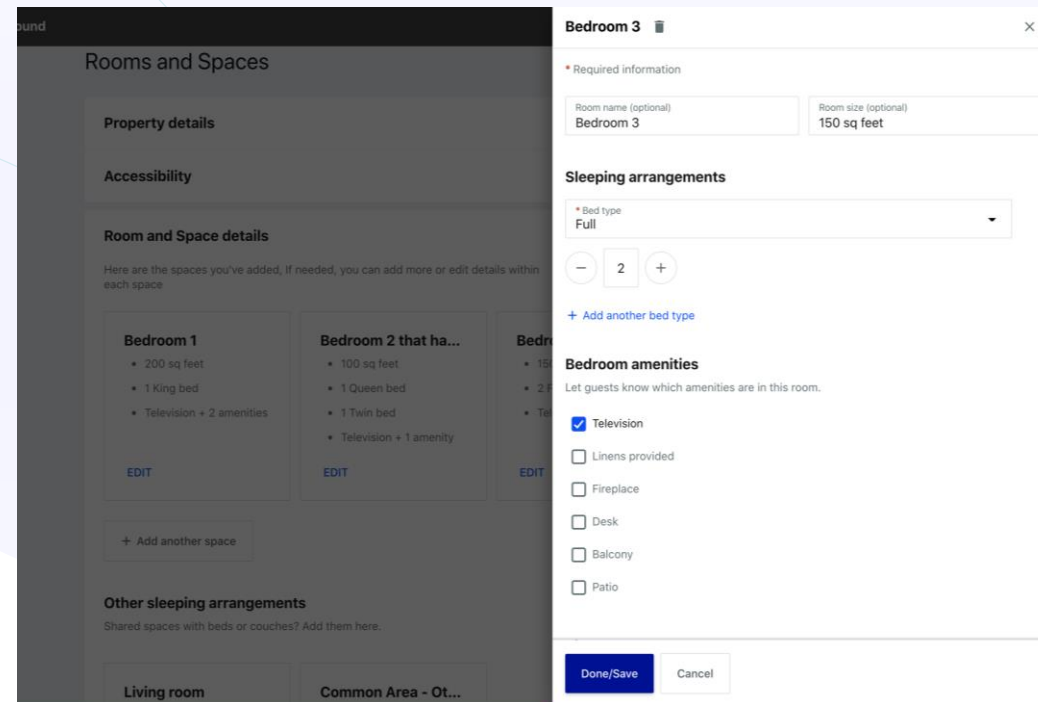 ound
Rooms and Spaces
Property details
Accessibility
Room and Space details
Here are the spaces you've added, If needed, you can add more or edit details within
each space
Bedroom 1
• 200 sq feet
• 1 King bed
• Television + 2 amenities
EDIT
Bedroom 2 that ha...
• 100 sq feet
• 1 Queen bed
• 1 Twin bed
• Television + 1 amenity
EDIT
Bedr
• 15
• 2 F
• Tel
EDIT
+ Add another space
Other sleeping arrangements
Shared spaces with beds or couches? Add them here.
Living room
Common Area - Ot...
Bedroom 3
* Required information
Room name (optional)
Bedroom 3
Room size (optional)
150 sq feet
Sleeping arrangements
* Bed type
Full
− 2 +
+ Add another bed type
Bedroom amenities
Let guests know which amenities are in this room.
Television
Linens provided
Fireplace
Desk
Balcony
Patio
Done/Save
Cancel